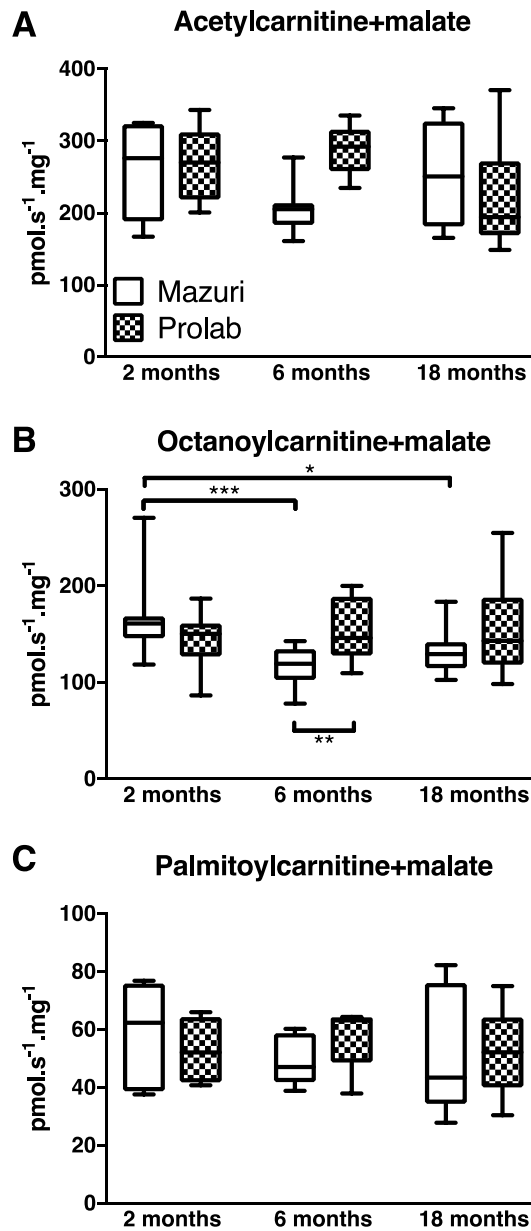 A Acetylcarnitine+malate
400
300
200
100
0
pmol.s⁻¹.mg⁻¹
Mazuri
Prolab
2 months 6 months 18 months
B Octanoylcarnitine+malate
*
***
300
200
100
0
pmol.s⁻¹.mg⁻¹
**
2 months 6 months 18 months
C Palmitoylcarnitine+malate
100
80
60
40
20
0
pmol.s⁻¹.mg⁻¹
2 months 6 months 18 months